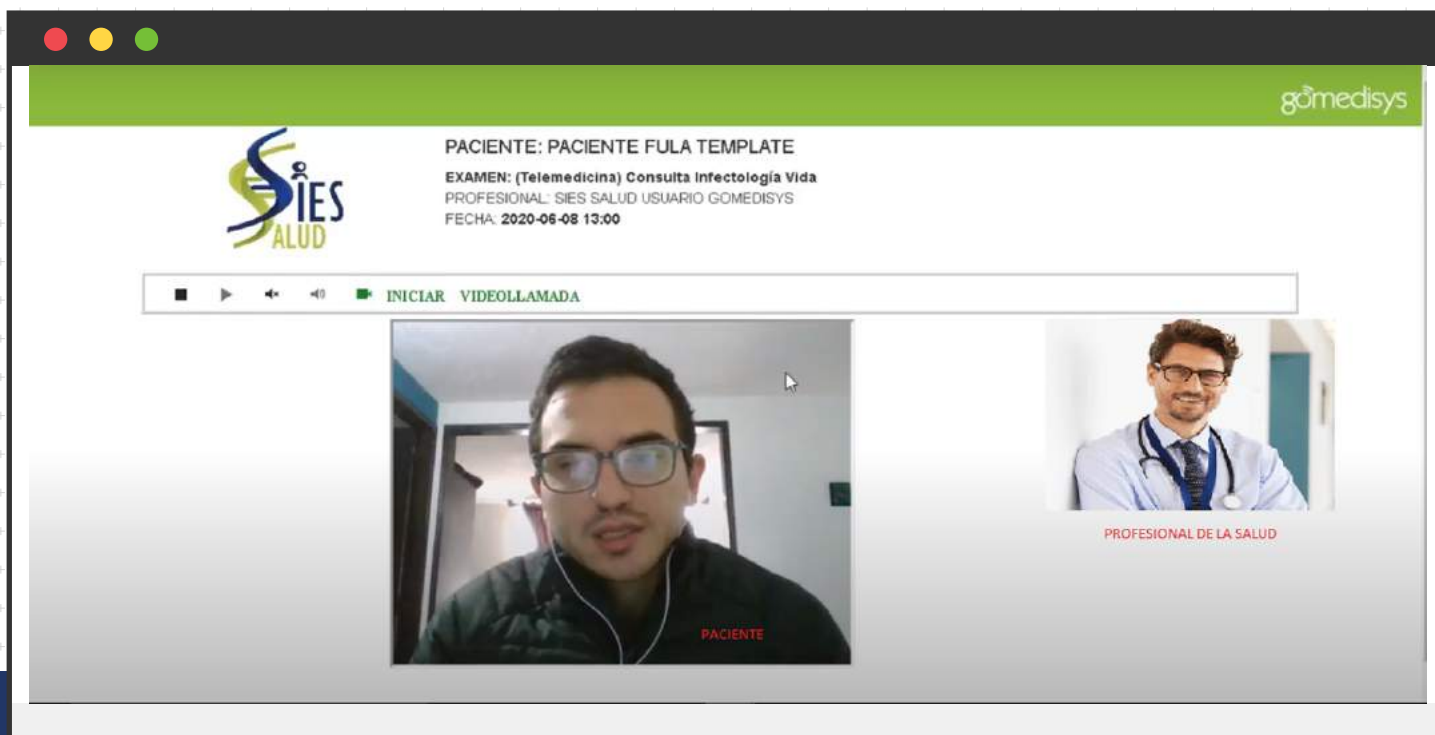 gomedisys
SIES
SALUD
PACIENTE: PACIENTE FULA TEMPLATE
EXAMEN: (Telemedicina) Consulta Infectología Vida
PROFESIONAL: SIES SALUD USUARIO GOMEDISYS
FECHA: 2020-06-08 13:00
INICIAR VIDEOLLAMADA
PROFESIONAL DE LA SALUD
PACIENTE